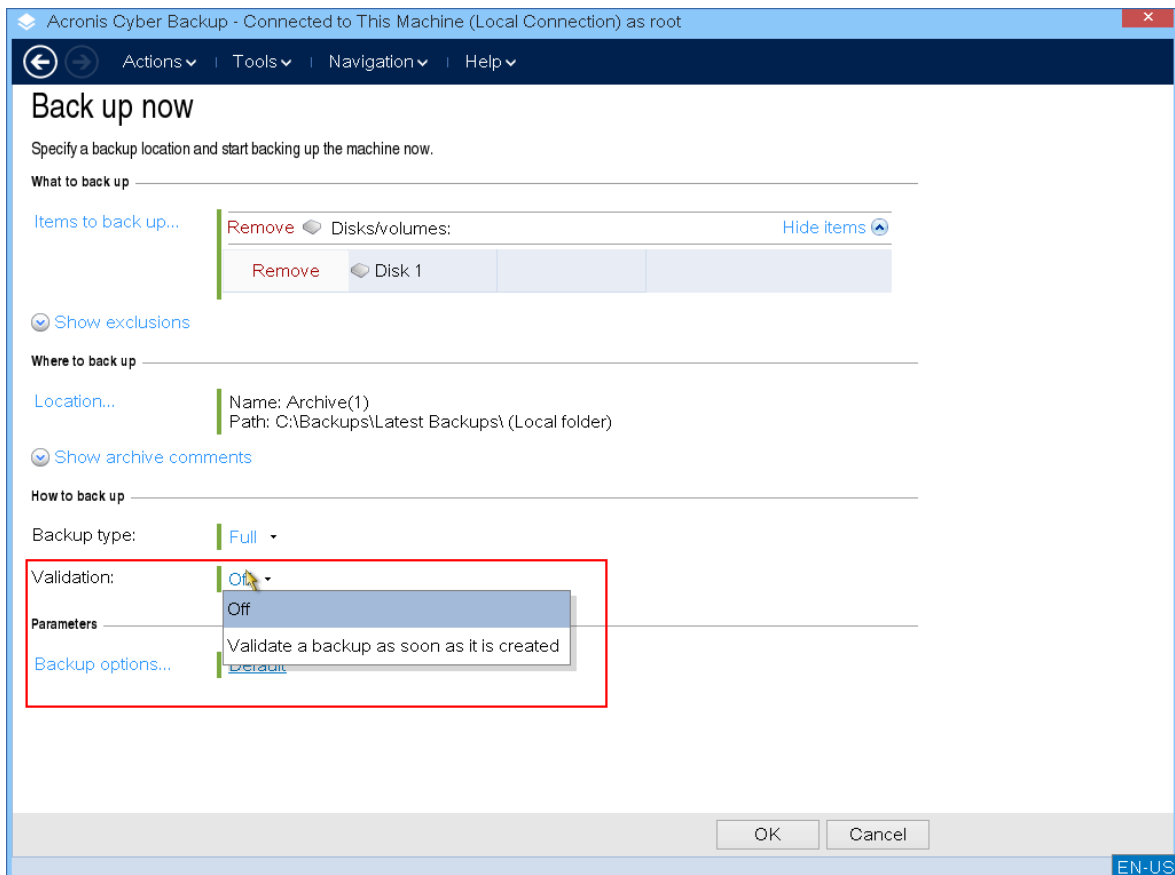 Acronis Cyber Backup - Connected to This Machine (Local Connection) as root
Actions | Tools | Navigation | Help
Back up now
Specify a backup location and start backing up the machine now.
What to back up
Items to back up...
Remove Disks/volumes: Hide items
Remove Disk 1
Show exclusions
Where to back up
Location... Name: Archive(1)
Path: C:\Backups\Latest Backups\ (Local folder)
Show archive comments
How to back up
Backup type: Full
Validation: Off
Off
Parameters
Validate a backup as soon as it is created
Backup options... Default
OK Cancel
EN-US